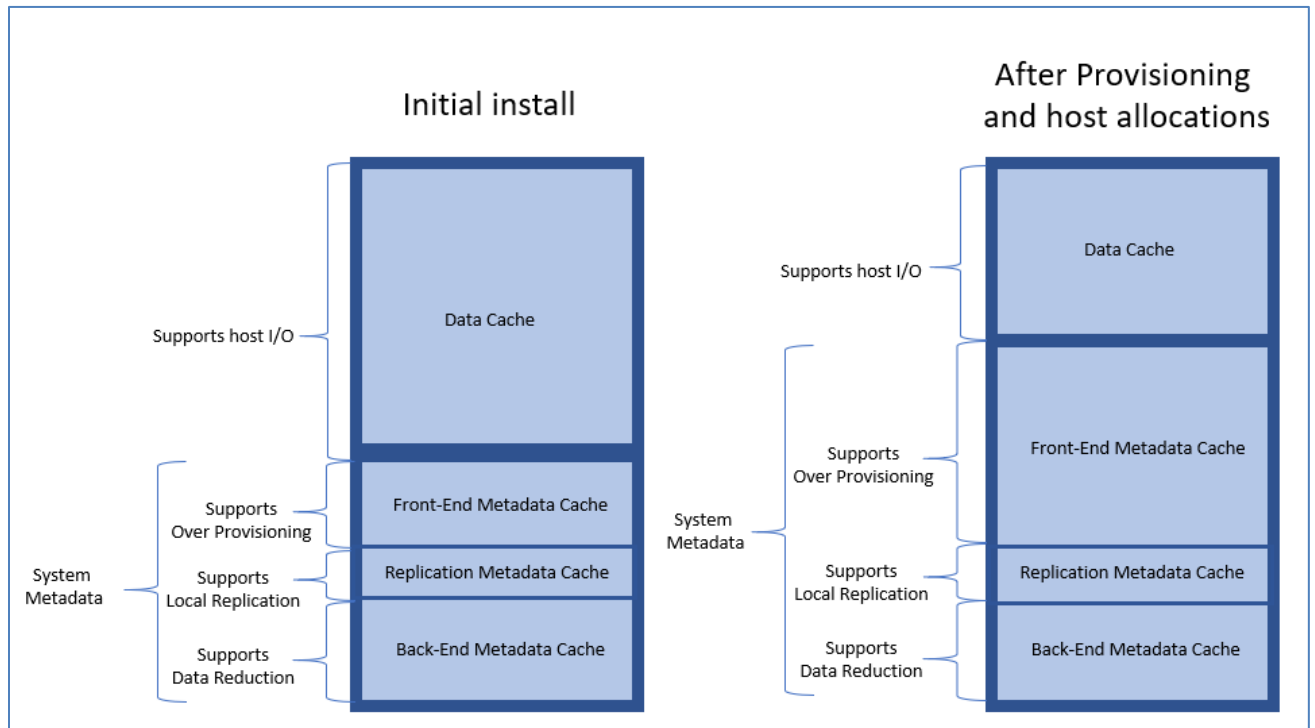 Initial install
Supports host I/O
Data Cache
System
Metadata
Supports
Over Provisioning
Front-End Metadata Cache
Supports
Local Replication
Replication Metadata Cache
Supports
Data Reduction
Back-End Metadata Cache
After Provisioning
and host allocations
Supports host I/O
Data Cache
System
Metadata
Supports
Over Provisioning
Front-End Metadata Cache
Supports
Local Replication
Replication Metadata Cache
Supports
Data Reduction
Back-End Metadata Cache